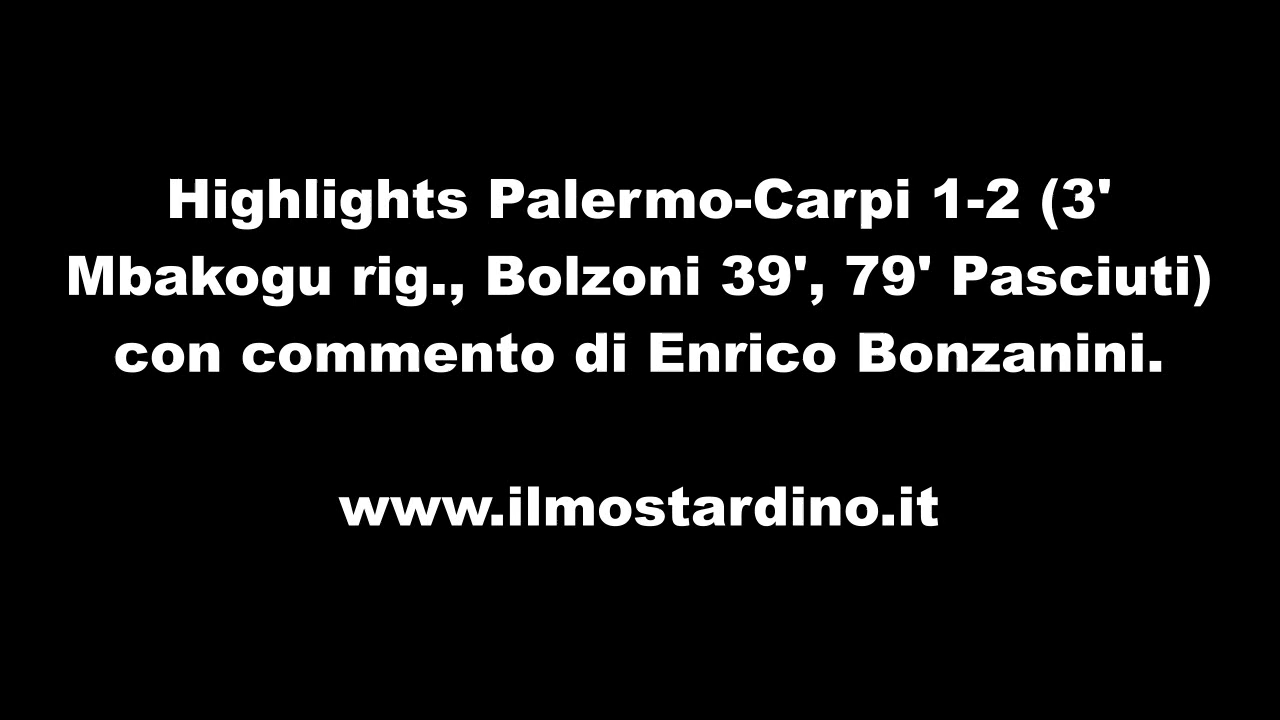 Highlights Palermo-Carpi 1-2 (3'
Mbakogu rig., Bolzoni 39', 79' Pasciuti)
con commento di Enrico Bonzanini.
www.ilmostardino.it